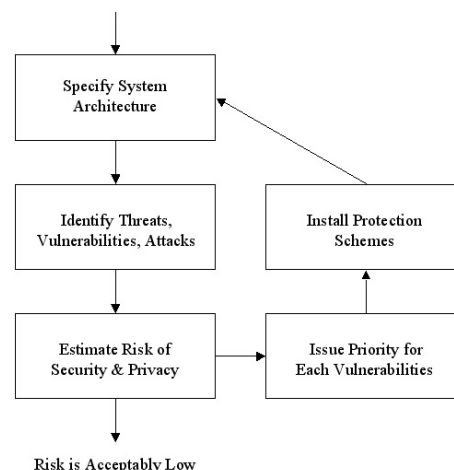 Specify System
Architecture
Identify Threats,
Vulnerabilities, Attacks
Install Protection
Schemes
Estimate Risk of
Security & Privacy
Issue Priority for
Each Vulnerabilities
Risk is Acceptably Low